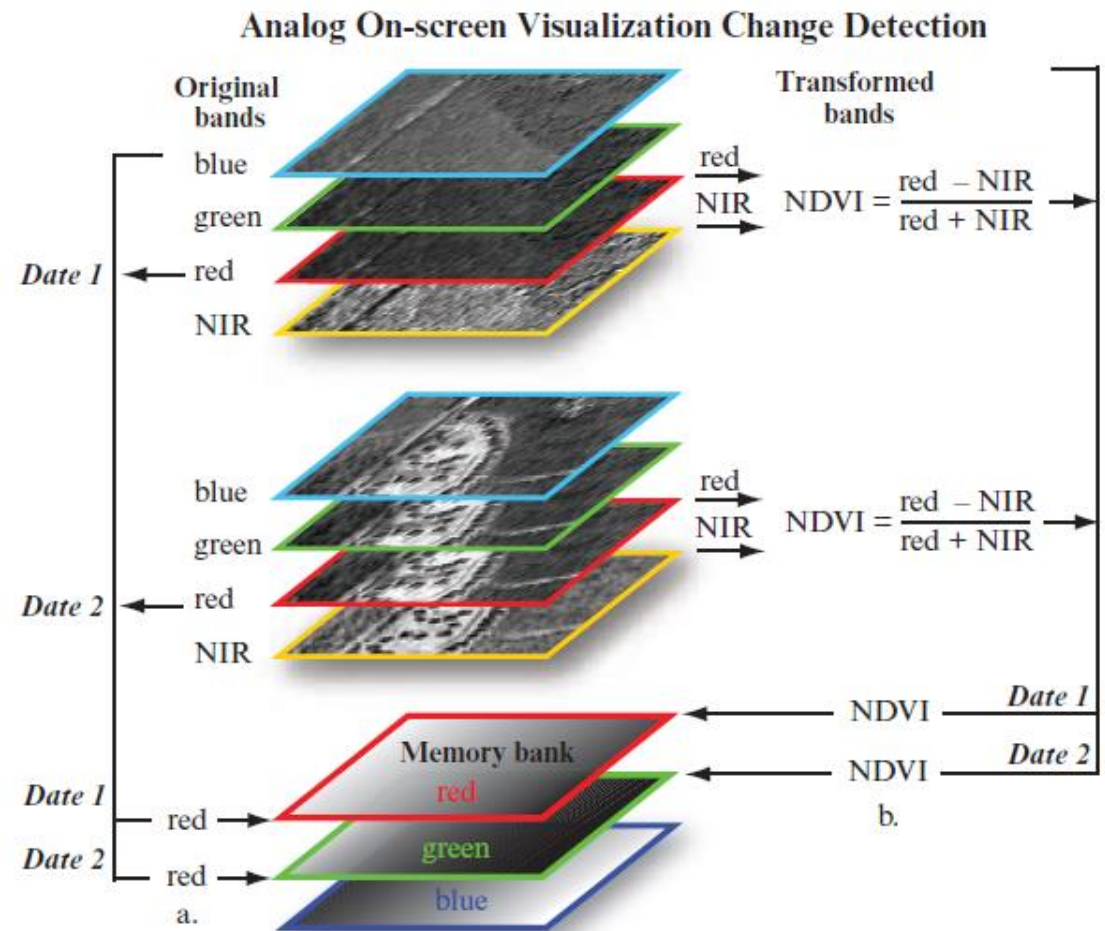 Analog On-screen Visualization Change Detection
Original
bands
Transformed
bands
blue
green
Date 1
red
NIR
red
NIR
NDVI = red – NIR
red + NIR
blue
green
Date 2
red
NIR
red
NIR
NDVI = red – NIR
red + NIR
NDVI
Date 1
NDVI
Date 2
b.
Memory bank
red
green
blue
Date 1
red
Date 2
red
a.